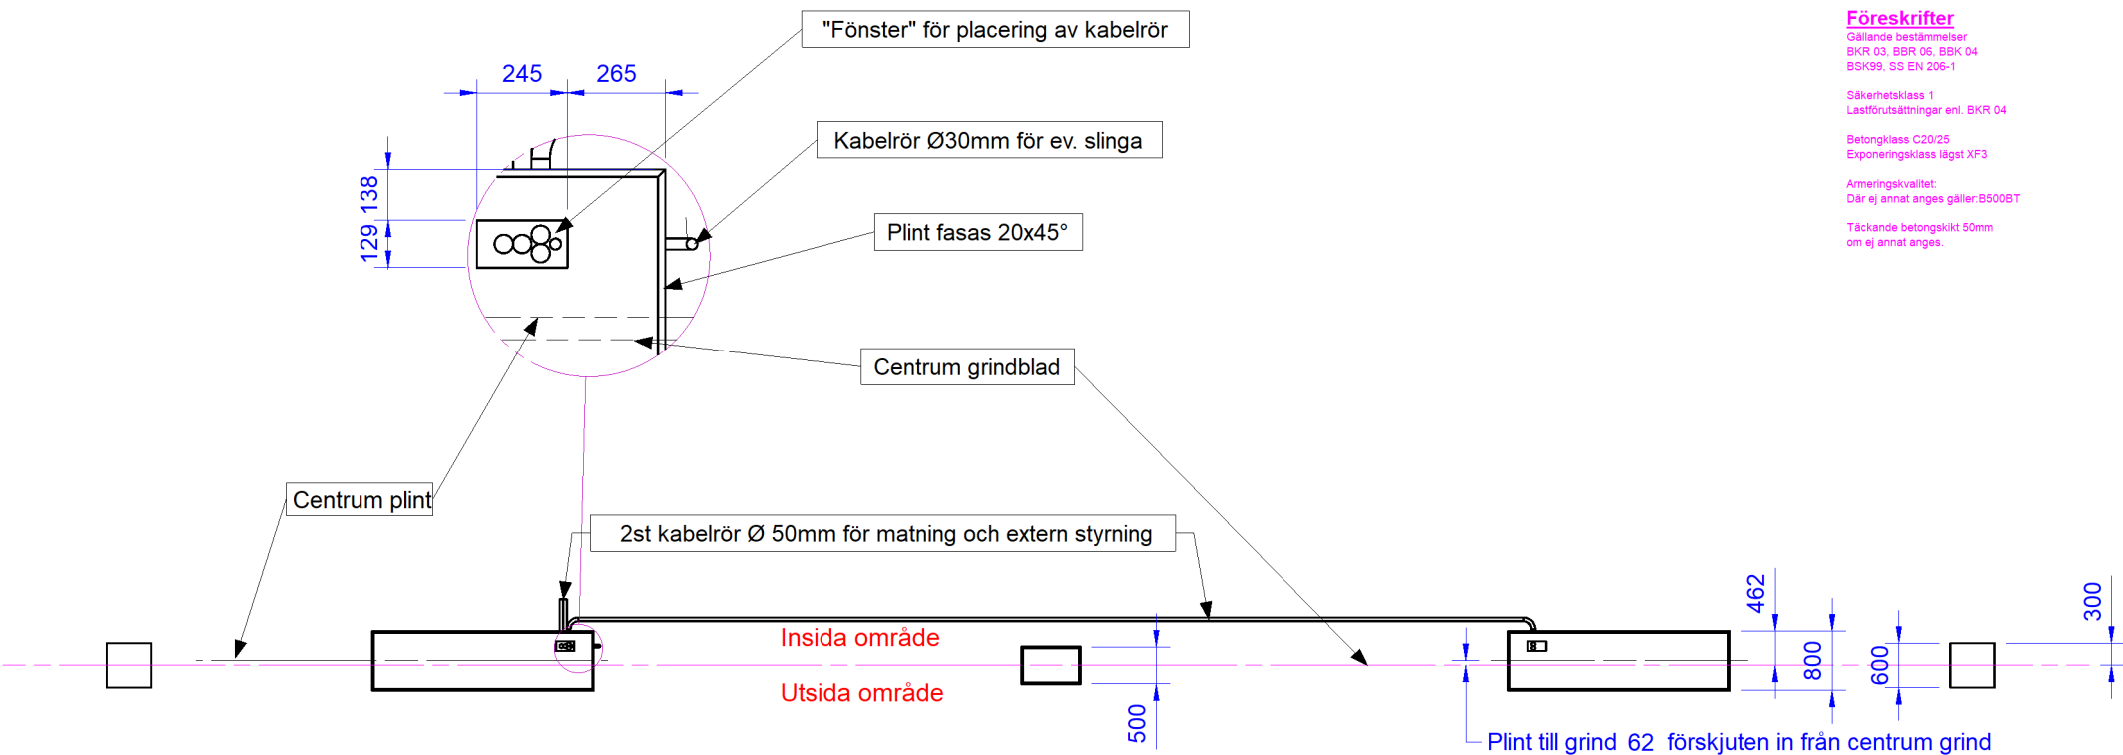 "Fönster" för placering av kabelrör
245
265
Kabelrör Ø30mm för ev. slinga
138
129
Plint fasas 20x45°
Centrum grindblad
Centrum plint
2st kabelrör Ø 50mm för matning och extern styrning
Insida område
Utsida område
500
462
800
600
300
Plint till grind 62 förskjuten in från centrum grind
Föreskrifter
Gällande bestämmelser
BKR 03, BBR 06, BBK 04
BSK99, SS EN 206-1
Säkerhetsklass 1
Lastförutsättningar enl. BKR 04
Betongklass C20/25
Exponeringsklass lägst XF3
Armeringskvalitet:
Där ej annat anges gäller:B500BT
Täckande betongskikt 50mm
om ej annat anges.